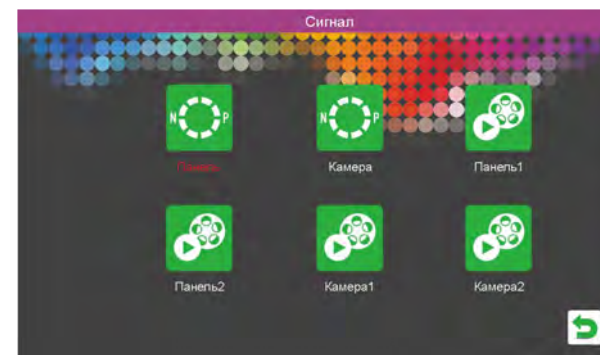 Сигнал
N P
N P
Панель
Камера
Панель1
Панель2
Камера1
Камера2